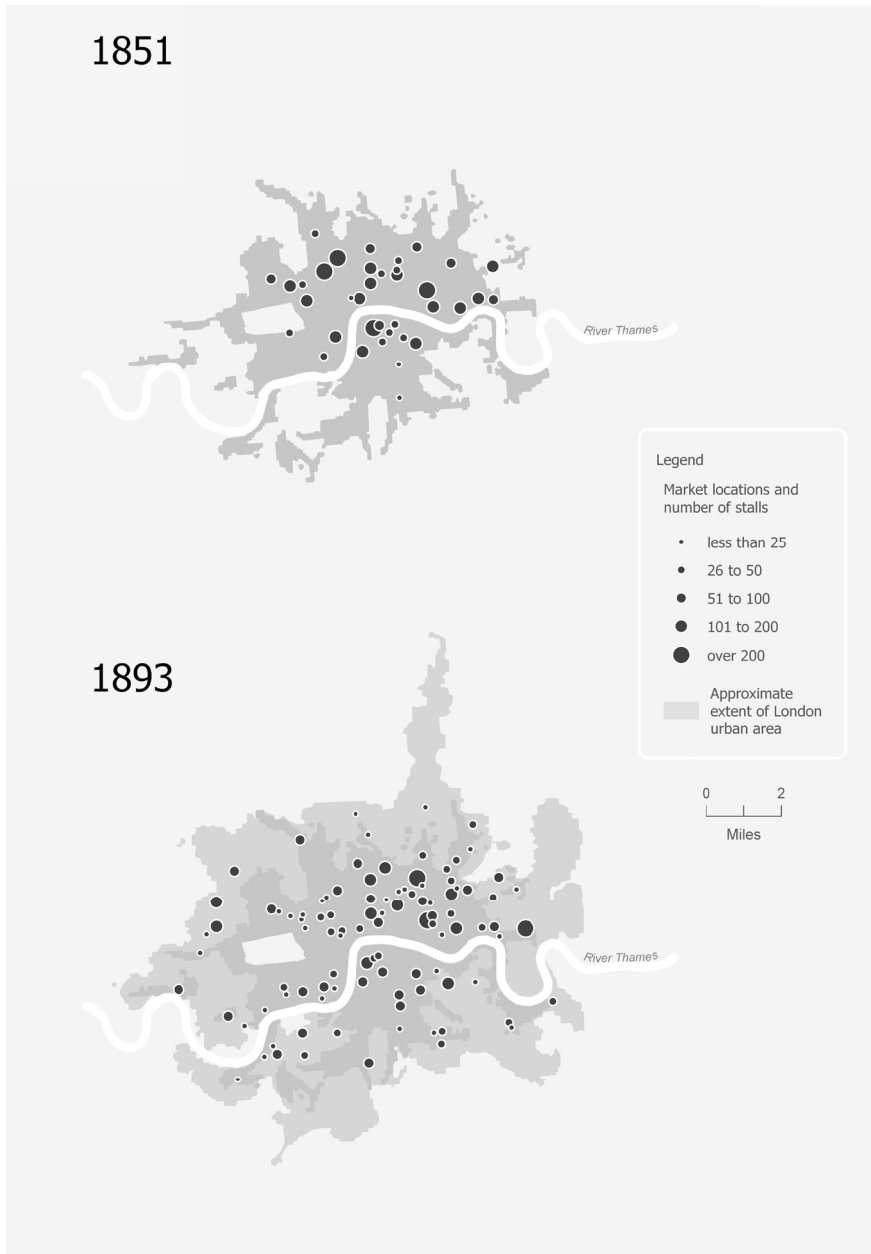 1851
River Thames
Legend
Market locations and
number of stalls
less than 25
26 to 50
51 to 100
101 to 200
over 200
Approximate
extent of London
urban area
1893
0 2
Miles
River Thames